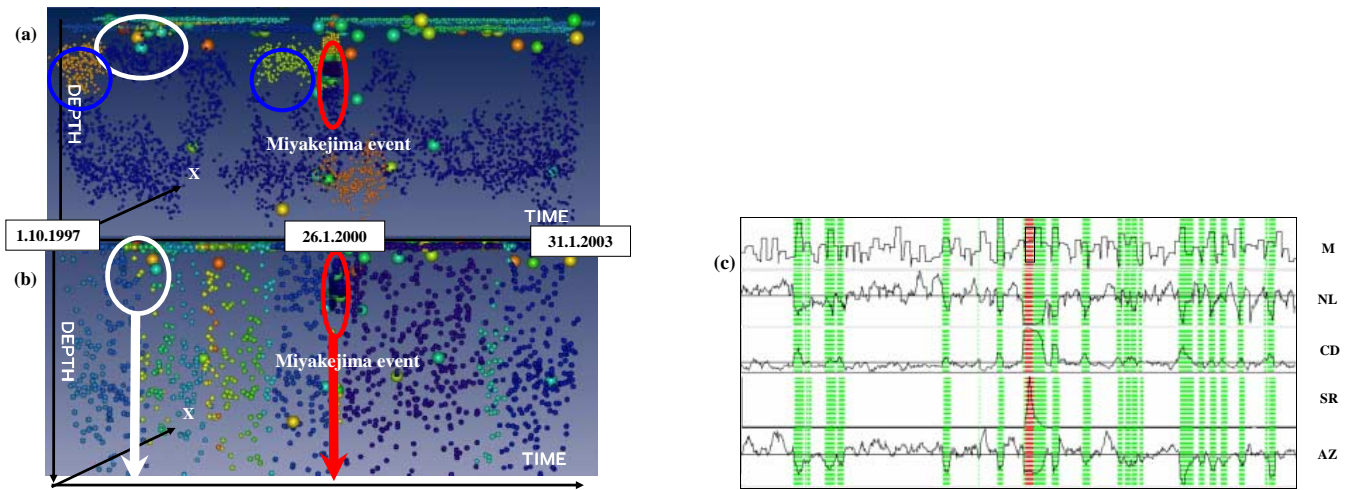 (a)
DEPTH
Miyakejima event
X
TIME
1.10.1997
26.1.2000
31.1.2003
(b)
DEPTH
Miyakejima event
X
TIME
(c)
M
NL
CD
SR
AZ